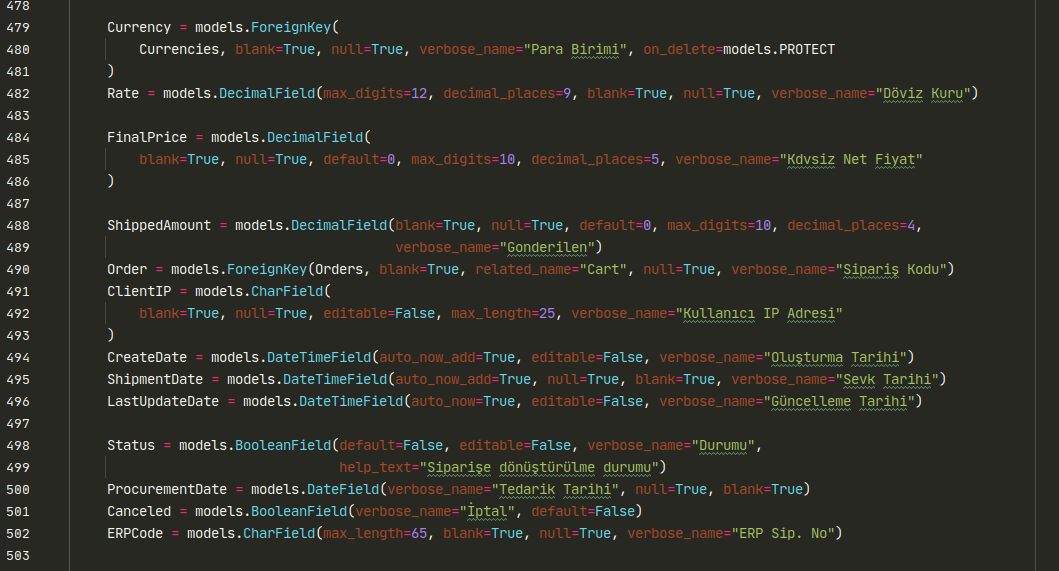 478
479 Currency = models.ForeignKey(
480 Currencies, blank=True, null=True, verbose_name="Para Birimi", on_delete=models.PROTECT
481 )
482 Rate = models.DecimalField(max_digits=12, decimal_places=9, blank=True, null=True, verbose_name="Döviz Kuru")
483
484 FinalPrice = models.DecimalField(
485 blank=True, null=True, default=0, max_digits=10, decimal_places=5, verbose_name="Kdvsiz Net Fiyat"
486 )
487
488 ShippedAmount = models.DecimalField(blank=True, null=True, default=0, max_digits=10, decimal_places=4,
489 verbose_name="Gonderilen")
490 Order = models.ForeignKey(Orders, blank=True, related_name="Cart", null=True, verbose_name="Sipariş Kodu")
491 ClientIP = models.CharField(
492 blank=True, null=True, editable=False, max_length=25, verbose_name="Kullanıcı IP Adresi"
493 )
494 CreateDate = models.DateTimeField(auto_now_add=True, editable=False, verbose_name="Oluşturma Tarihi")
495 ShipmentDate = models.DateTimeField(auto_now_add=True, null=True, blank=True, verbose_name="Sevk Tarihi")
496 LastUpdateDate = models.DateTimeField(auto_now=True, editable=False, verbose_name="Güncelleme Tarihi")
497
498 Status = models.BooleanField(default=False, editable=False, verbose_name="Durumu",
499 help_text="Siparişe dönüştürülme durumu")
500 ProcurementDate = models.DateField(verbose_name="Tedarik Tarihi", null=True, blank=True)
501 Canceled = models.BooleanField(verbose_name="İptal", default=False)
502 ERPCode = models.CharField(max_length=65, blank=True, null=True, verbose_name="ERP Sip. No")
503